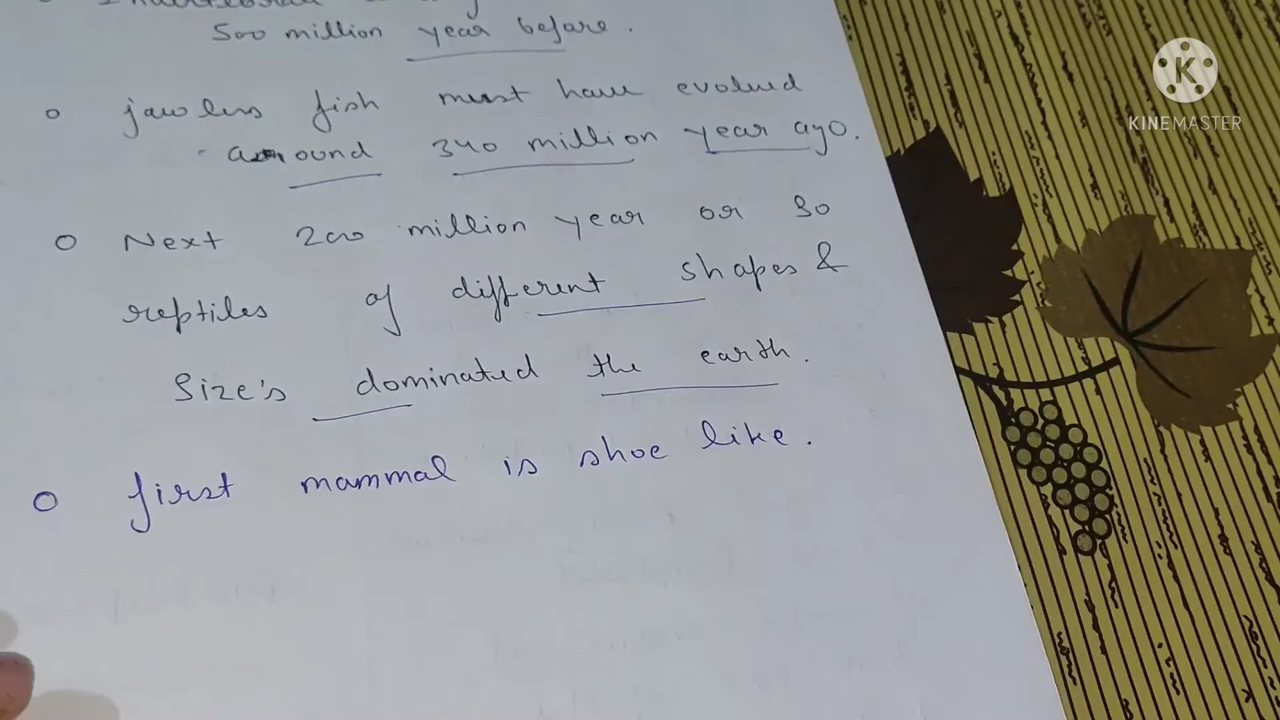 500 million year before.
jawless fish must have evolved
around 340 million year ago.
Next 200 million year or so
reptiles of different shapes &
Size's dominated the earth.
first mammal is shoe like.
KINEMASTER